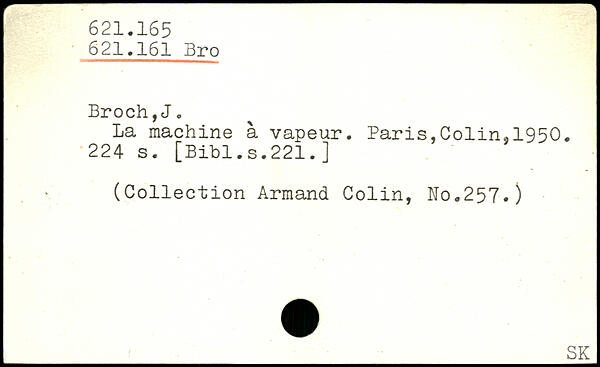 621.165
621.161 Bro
Broch,J.
La machine à vapeur. Paris,Colin,1950.
224 s. [Bibl.s.221.]
(Collection Armand Colin, No.257.)
SK